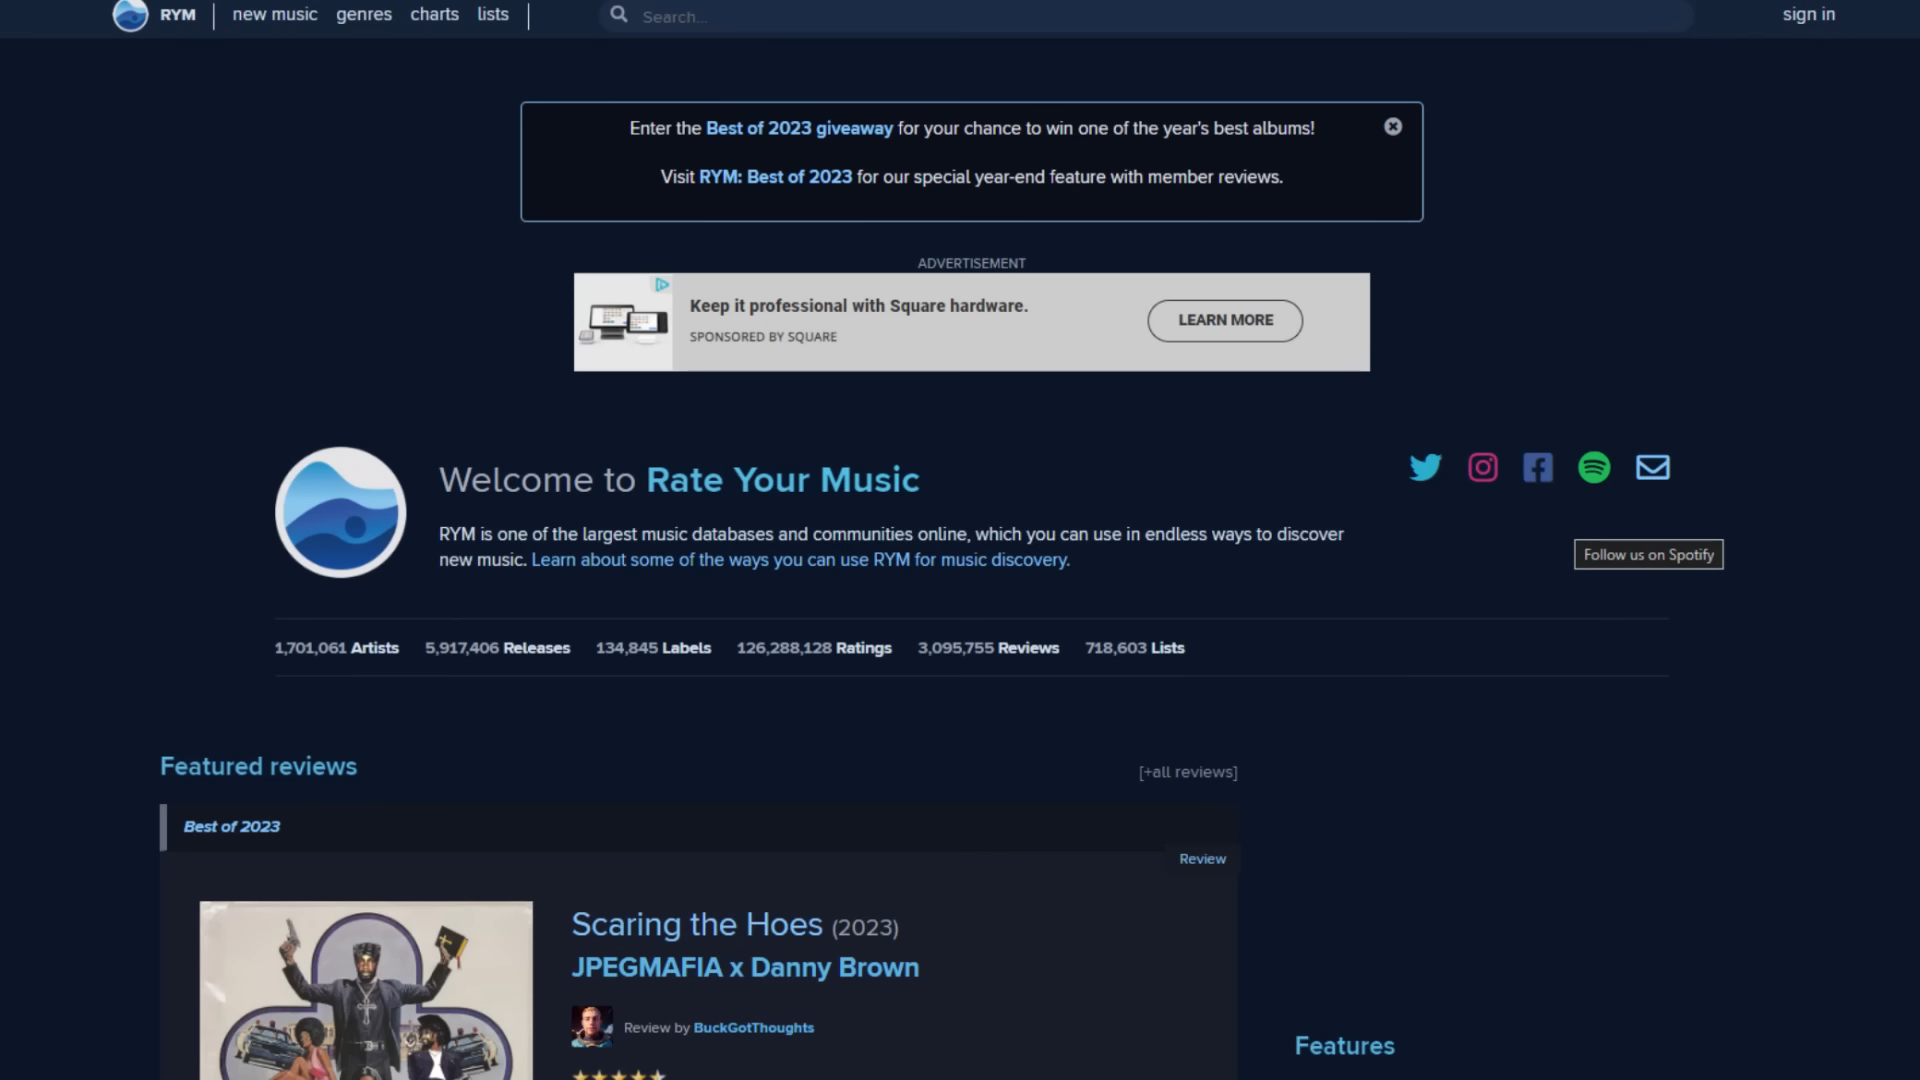 RYM
new music genres charts lists
Search...
sign in
Enter the Best of 2023 giveaway for your chance to win one of the year's best albums!
Visit RYM: Best of 2023 for our special year-end feature with member reviews.
ADVERTISEMENT
Keep it professional with Square hardware.
SPONSORED BY SQUARE
LEARN MORE
Welcome to Rate Your Music
RYM is one of the largest music databases and communities online, which you can use in endless ways to discover
new music. Learn about some of the ways you can use RYM for music discovery.
Follow us on Spotify
1,701,061 Artists 5,917,406 Releases 134,845 Labels 126,288,128 Ratings 3,095,755 Reviews 718,603 Lists
Featured reviews
[+all reviews]
Best of 2023
Review
Scaring the Hoes (2023)
JPEGMAFIA x Danny Brown
Review by BuckGotThoughts
Features